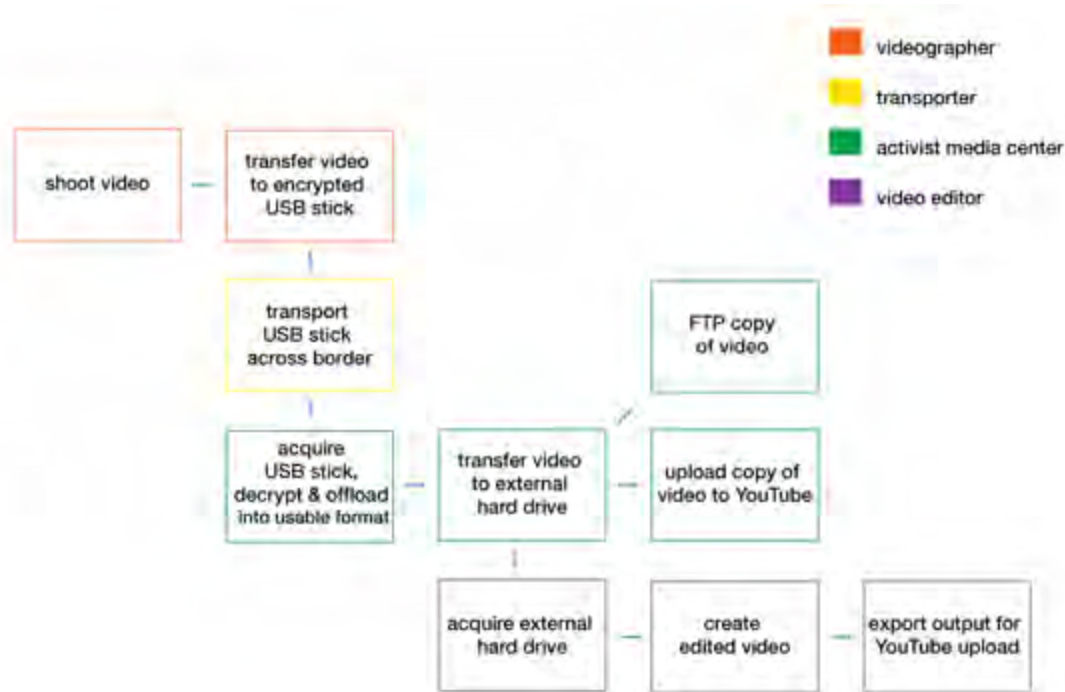 videographer
transporter
activist media center
video editor
shoot video
transfer video
to encrypted
USB stick
transport
USB stick
across border
FTP copy
of video
acquire
USB stick,
decrypt & offload
into usable format
transfer video
to external
hard drive
upload copy of
video to YouTube
acquire external
hard drive
create
edited video
export output for
YouTube upload